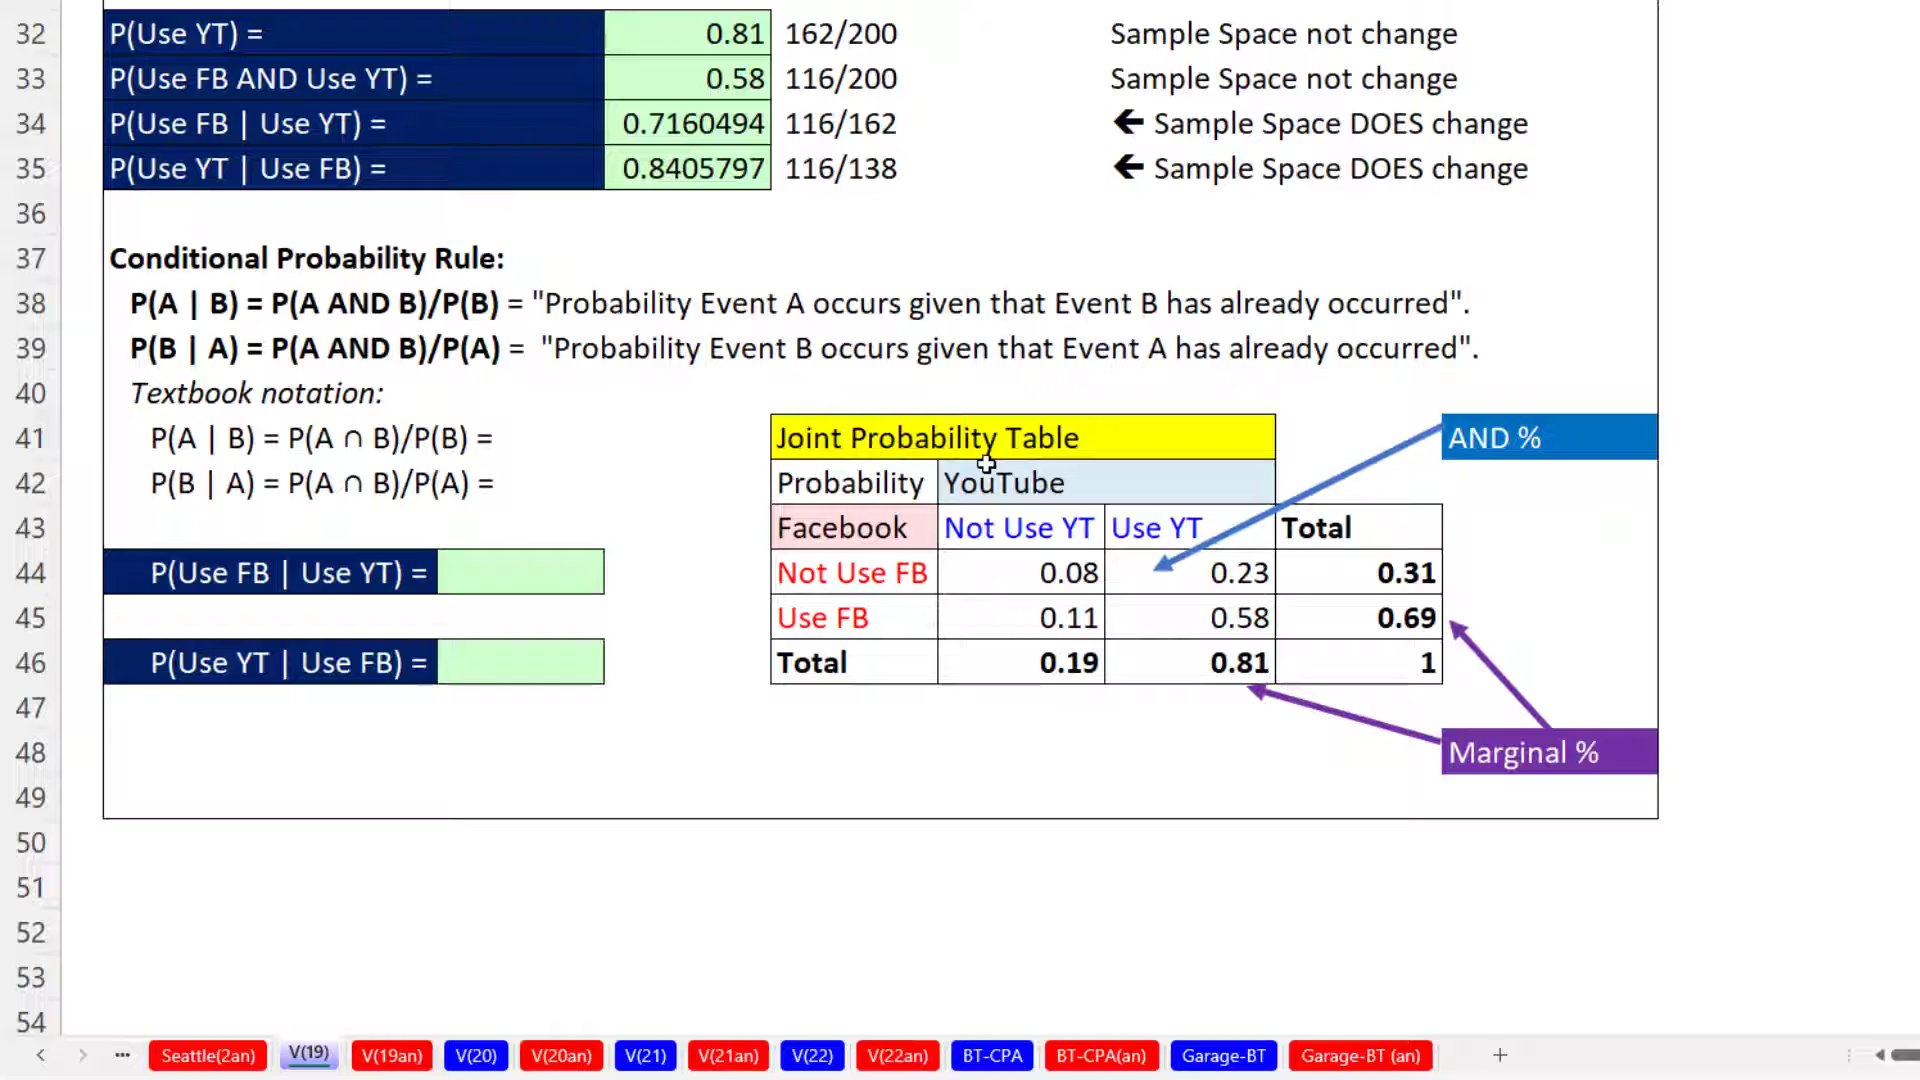 32 P(Use YT) = 0.81 162/200 Sample Space not change
33 P(Use FB AND Use YT) = 0.58 116/200 Sample Space not change
34 P(Use FB | Use YT) = 0.7160494 116/162 🡰 Sample Space DOES change
35 P(Use YT | Use FB) = 0.8405797 116/138 🡰 Sample Space DOES change
36
37 Conditional Probability Rule:
38 P(A | B) = P(A AND B)/P(B) = "Probability Event A occurs given that Event B has already occurred".
39 P(B | A) = P(A AND B)/P(A) = "Probability Event B occurs given that Event A has already occurred".
40 Textbook notation:
41 P(A | B) = P(A ∩ B)/P(B) = Joint Probability Table AND %
42 P(B | A) = P(A ∩ B)/P(A) = Probability YouTube
43 Facebook Not Use YT Use YT Total
44 P(Use FB | Use YT) = Not Use FB 0.08 0.23 0.31
45 Use FB 0.11 0.58 0.69
46 P(Use YT | Use FB) = Total 0.19 0.81 1
47
48 Marginal %
49
50
51
52
53
54
Seattle(2an) V(19) V(19an) V(20) V(20an) V(21) V(21an) V(22) V(22an) BT-CPA BT-CPA(an) Garage-BT Garage-BT (an)